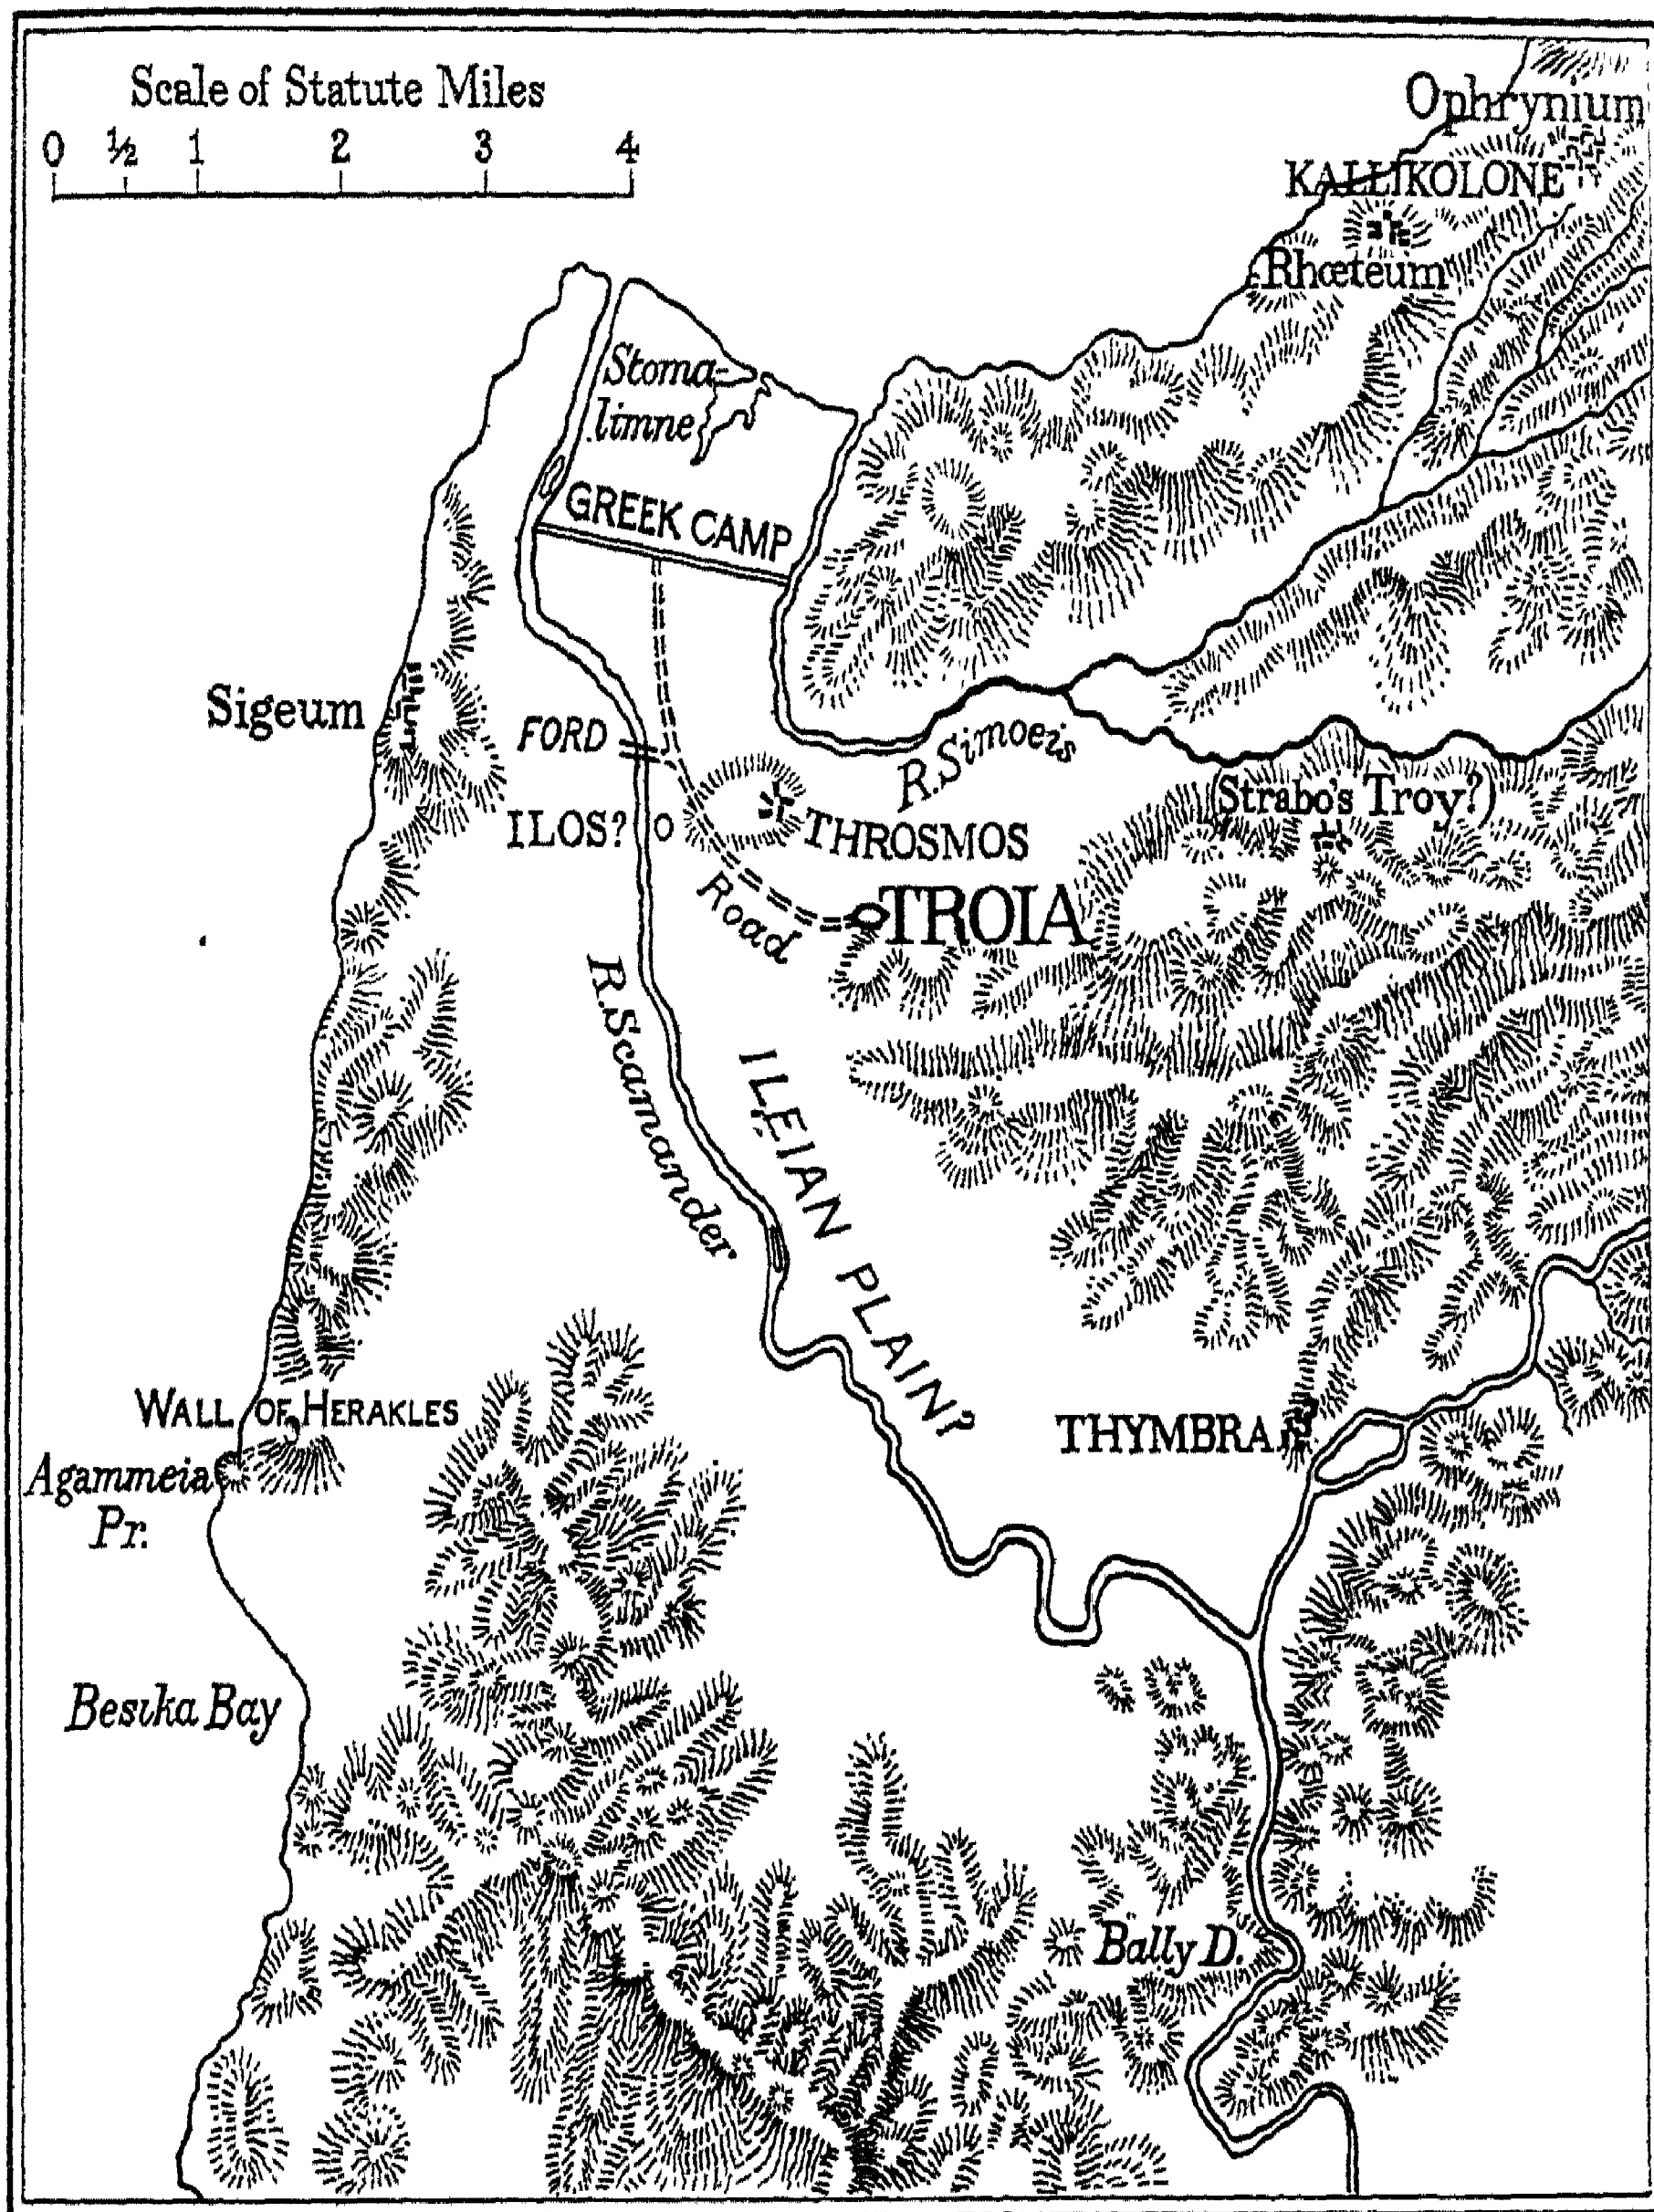 Scale of Statute Miles
0 ½ 1 2 3 4
Ophrynium
KALLIKOLONE
Rhœteum
Stoma-
limne
GREEK CAMP
Sigeum
FORD
R. Simoeis
(Strabo's Troy?)
ILOS?
THROSMOS
TROIA
Road
R. Scamander
ILEIAN PLAIN?
WALL OF HERAKLES
THYMBRA
Agammeia
Pr.
Besika Bay
Bally D.